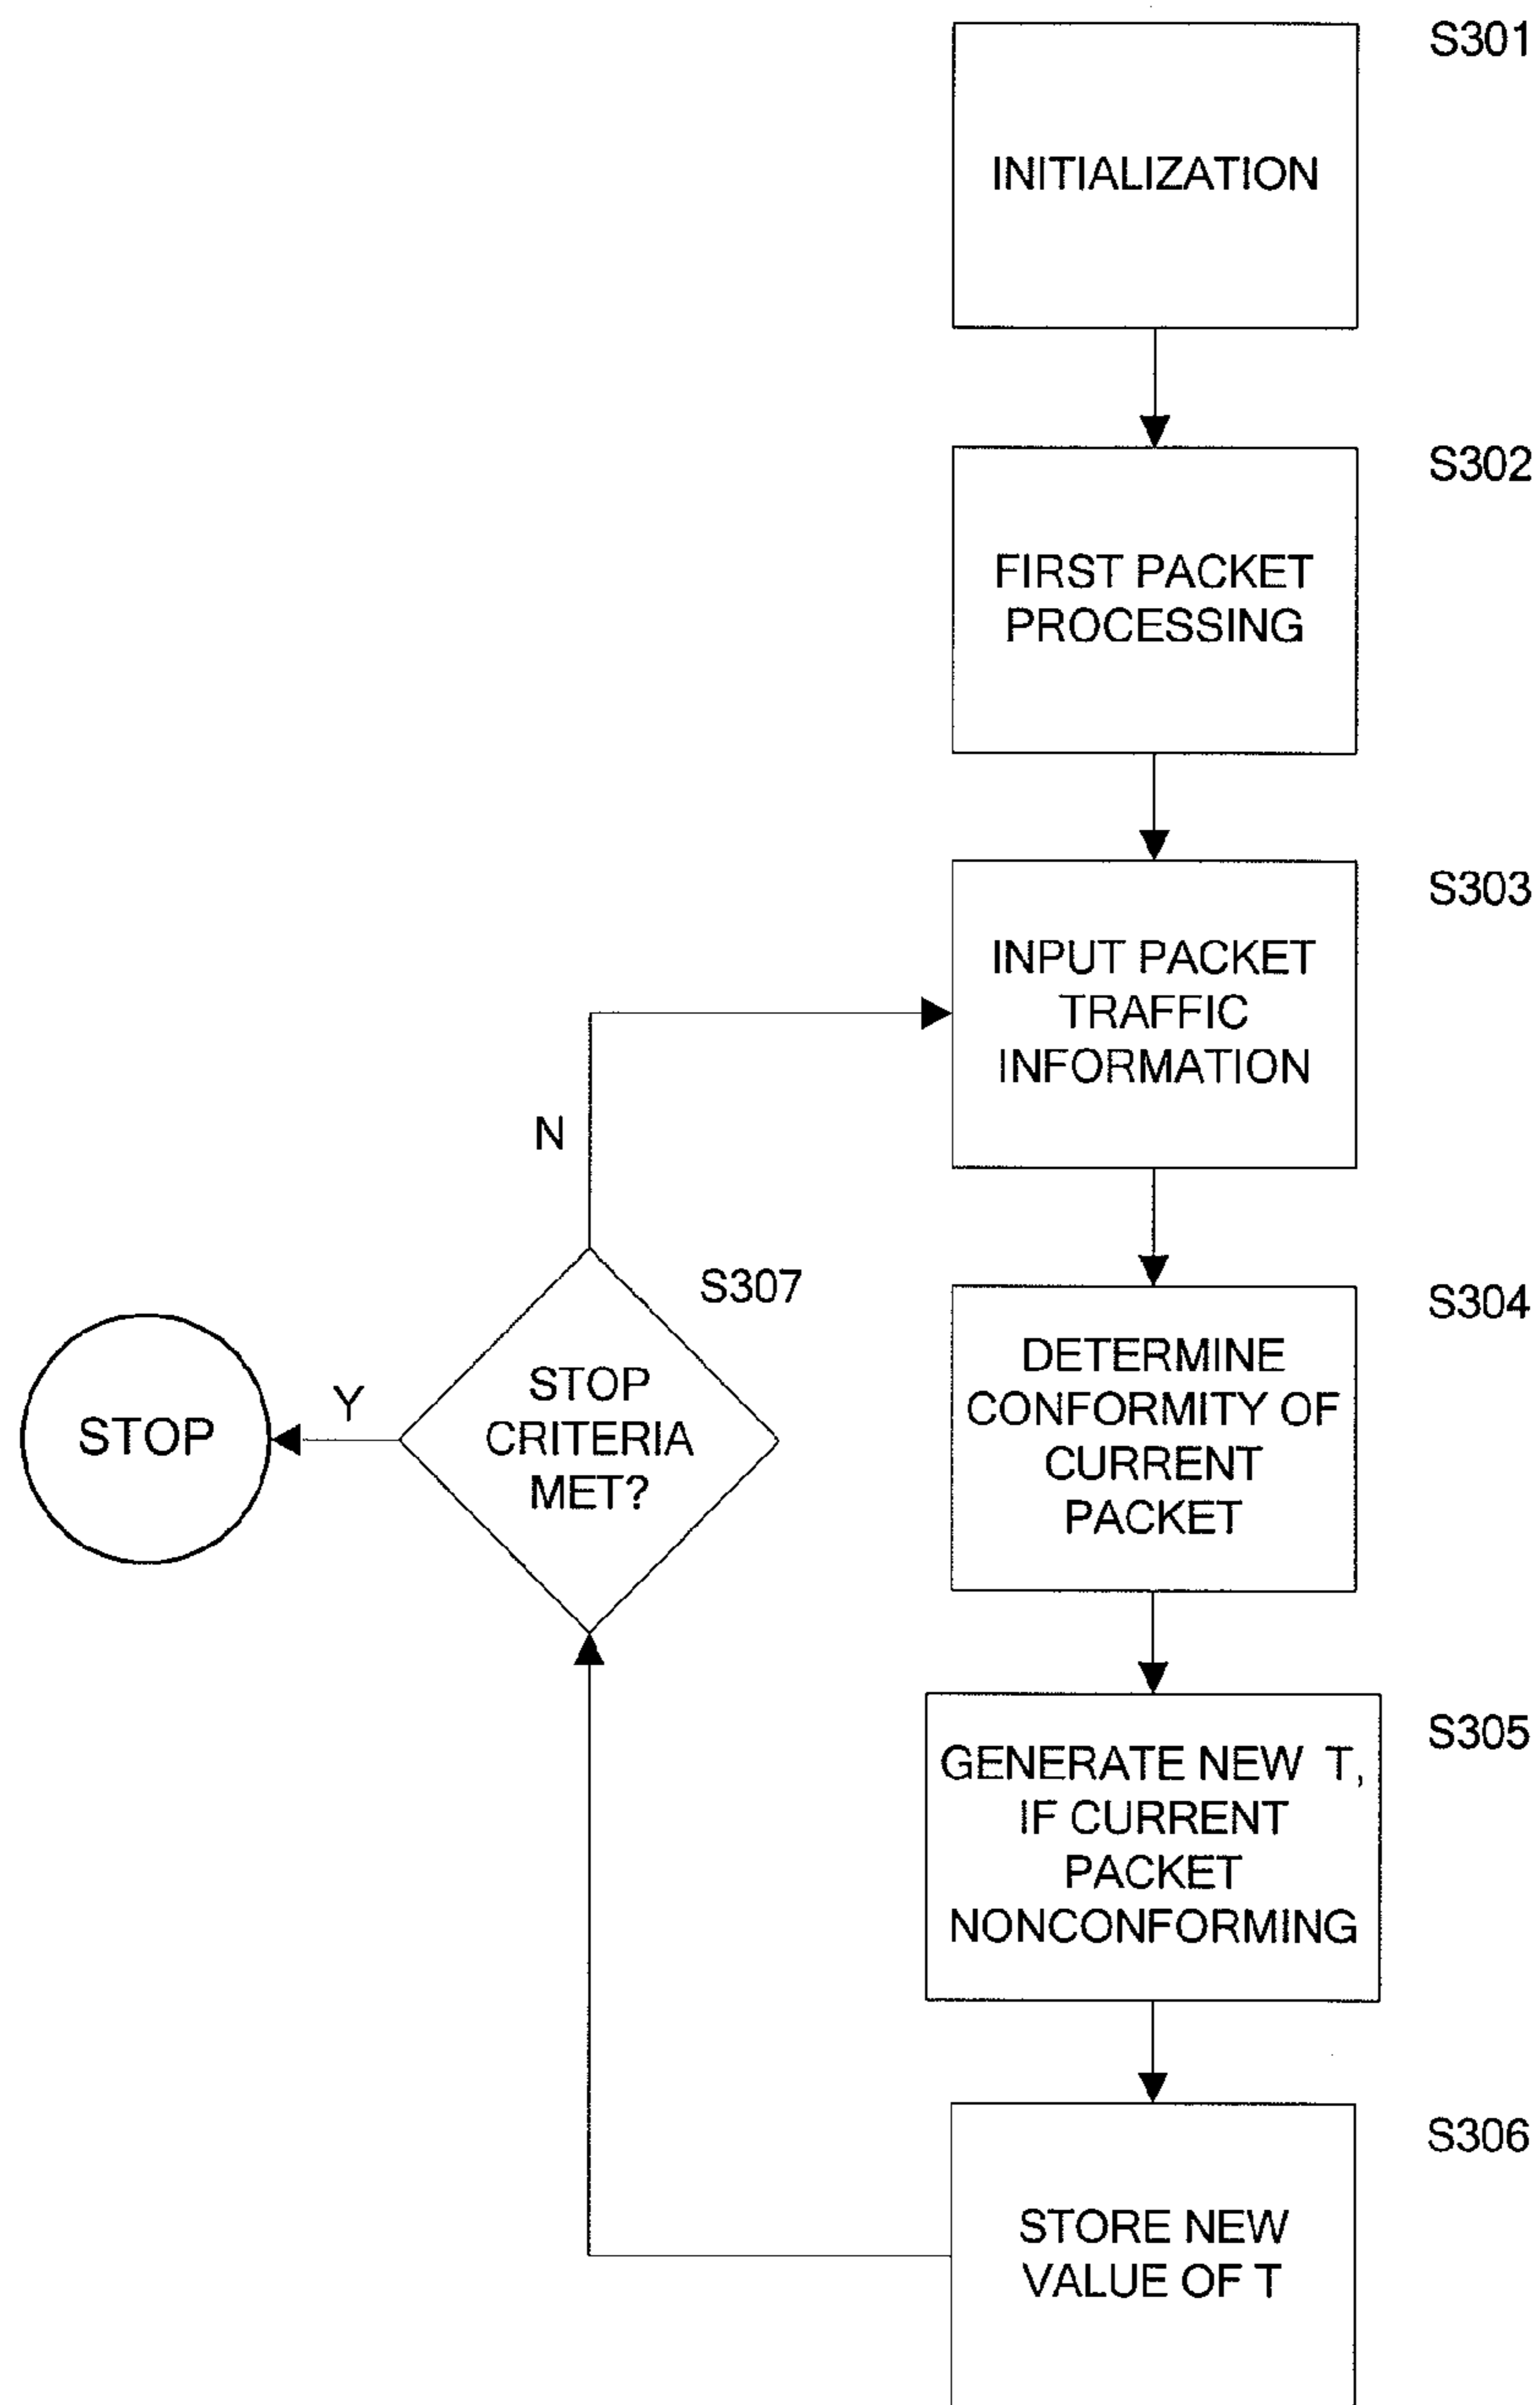 S301
INITIALIZATION
S302
FIRST PACKET
PROCESSING
S303
INPUT PACKET
TRAFFIC
INFORMATION
N
S307
S304
DETERMINE
CONFORMITY OF
CURRENT
PACKET
STOP
CRITERIA
MET?
Y
STOP
S305
GENERATE NEW T,
IF CURRENT
PACKET
NONCONFORMING
S306
STORE NEW
VALUE OF T